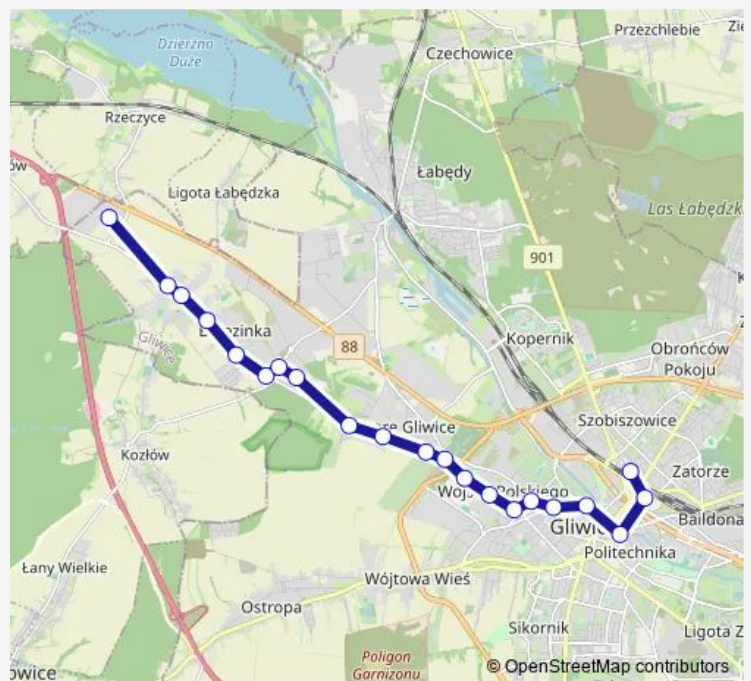 Dzierżno
Duże
Czechowice
Przezchlebie
Rzeczyce
Łabędy
Ligota Łabędzka
Las Łabędzk
901
Gliwice
88
Kopernik
Obrońców
Pokoju
Szobiszowice
Kozłów
Zatorze
Baildona
Politechnika
Łany Wielkie
Wójtowa Wieś
Ostropa
Sikornik
Ligota Z
Poligon
Garnizonu
© OpenStreetMap contributors